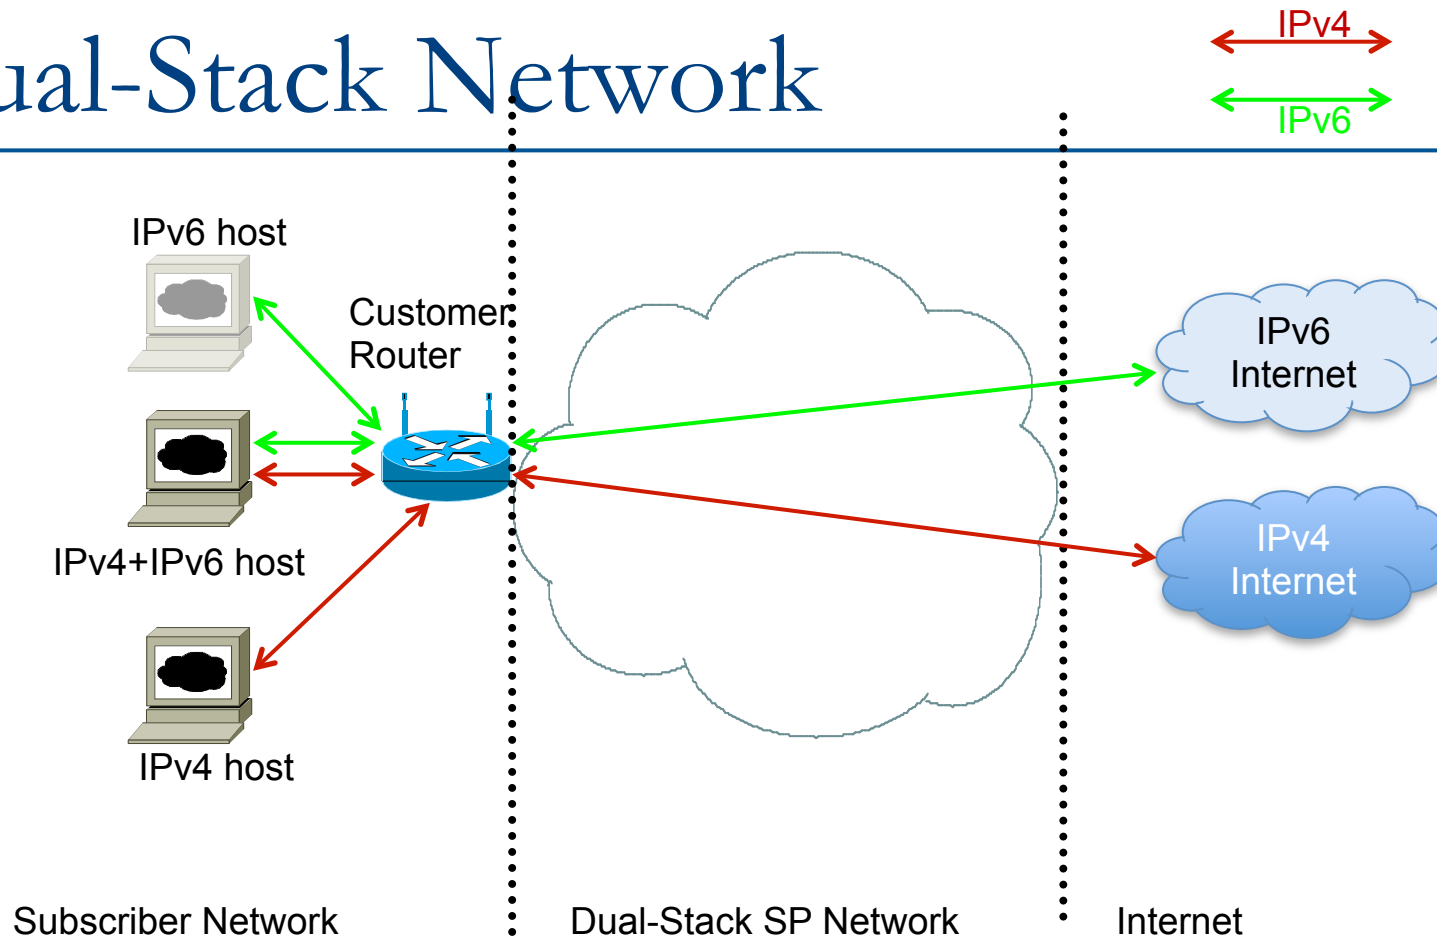 ual-Stack Network
IPv4
IPv6
IPv6 host
Customer
Router
IPv4+IPv6 host
IPv4 host
IPv6
Internet
IPv4
Internet
Subscriber Network
Dual-Stack SP Network
Internet